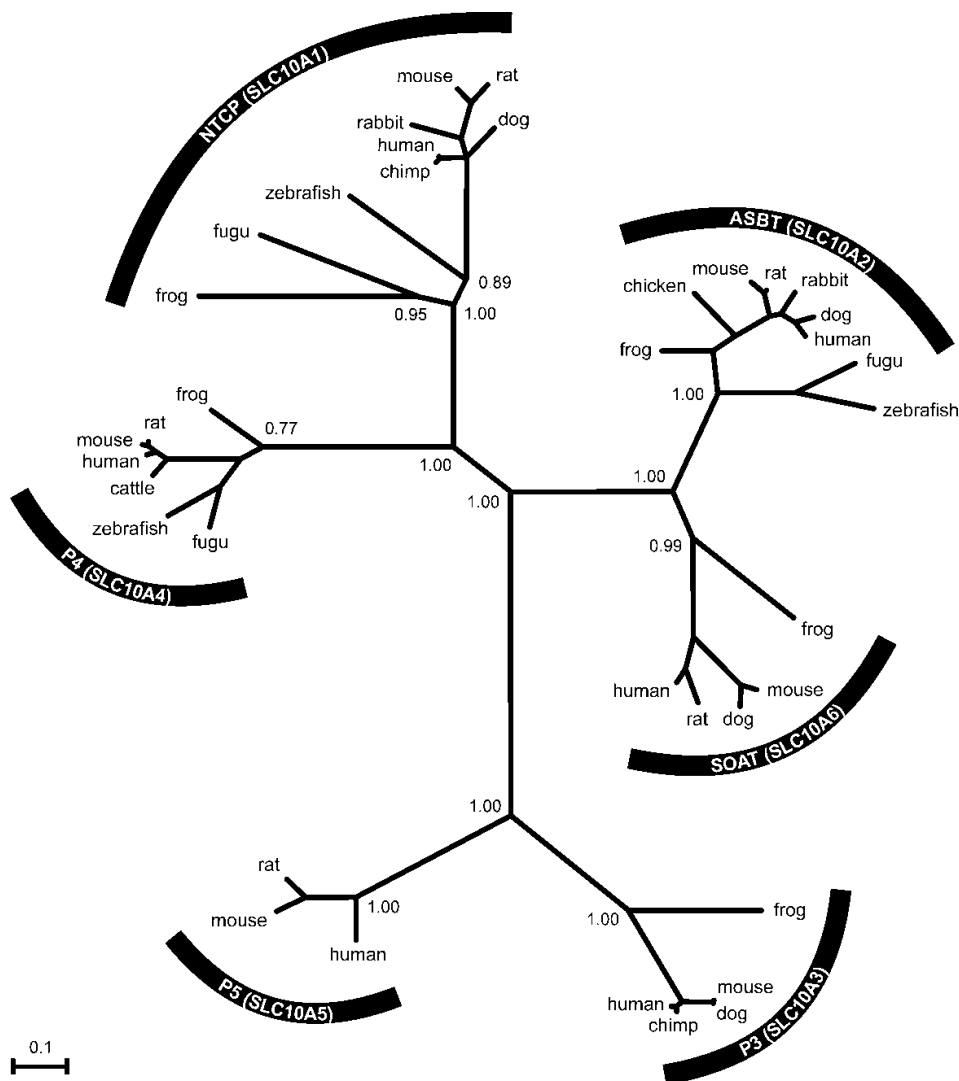 NTCP (SLC10A1)
mouse
rat
rabbit
dog
human
chimp
zebrafish
fugu
frog
0.89
0.95
1.00
ASBT (SLC10A2)
mouse
rat
rabbit
chicken
dog
human
frog
fugu
zebrafish
1.00
frog
0.77
rat
mouse
human
cattle
zebrafish
fugu
P4 (SLC10A4)
1.00
1.00
1.00
0.99
frog
human
rat
dog
mouse
SOAT (SLC10A6)
1.00
rat
mouse
1.00
human
P5 (SLC10A5)
1.00
frog
human
chimp
mouse
dog
P3 (SLC10A3)
0.1